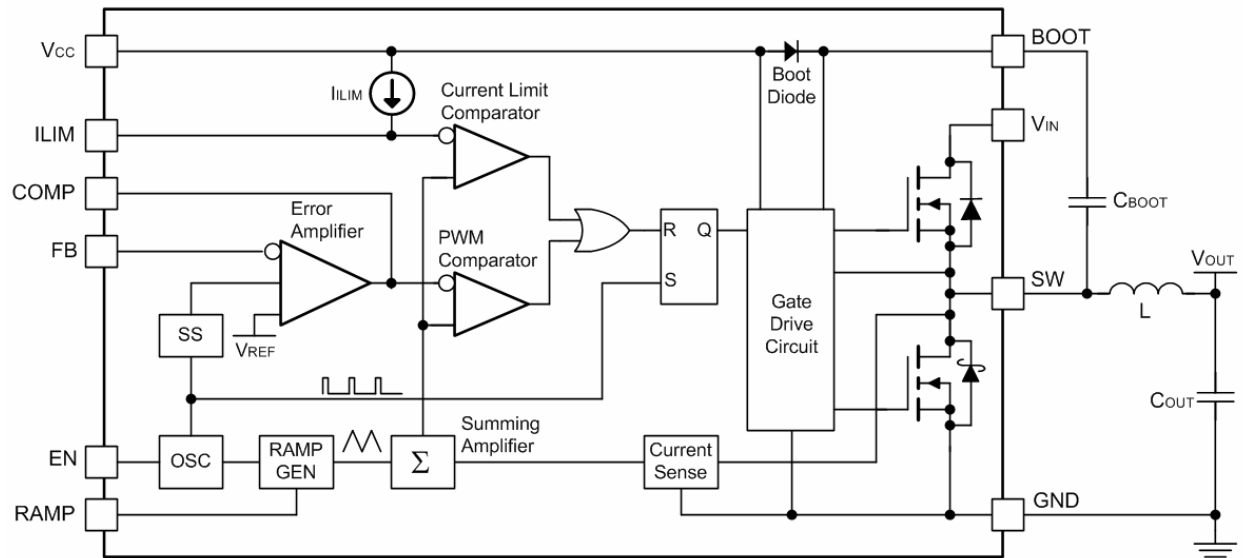 VCC
BOOT
Boot
Diode
IILIM
Current Limit
Comparator
ILIM
VIN
COMP
CBOOT
Error
Amplifier
R
Q
FB
PWM
Comparator
VOUT
S
SW
L
SS
VREF
Gate
Drive
Circuit
COUT
Summing
Amplifier
EN
OSC
RAMP
GEN
Σ
Current
Sense
RAMP
GND